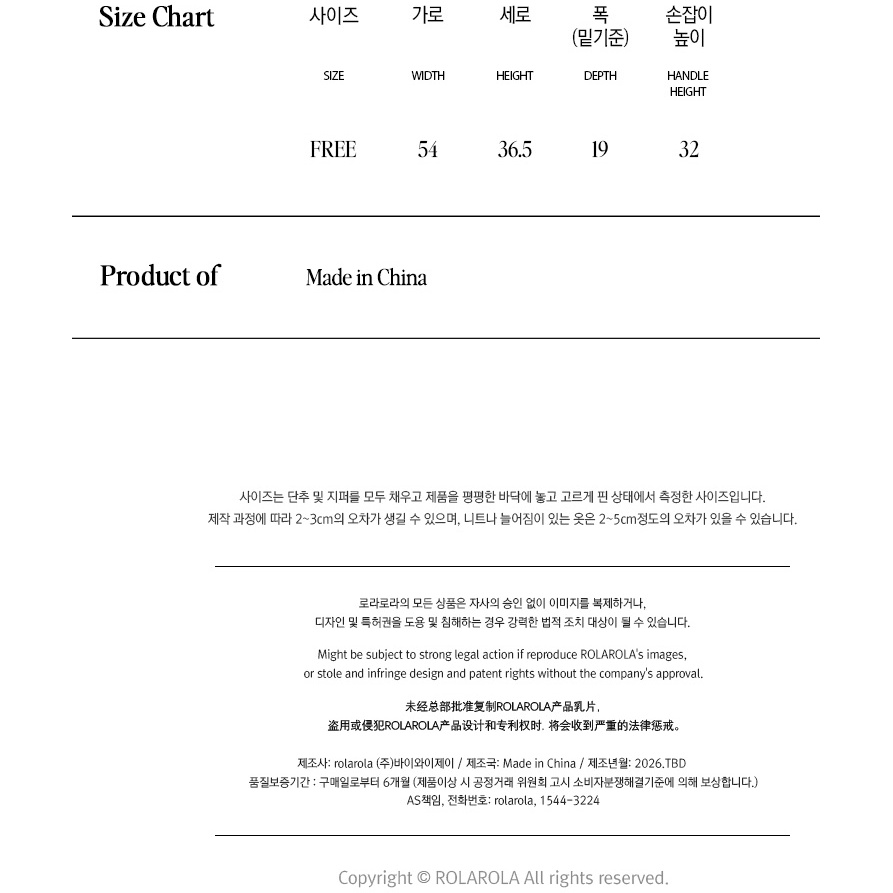 Size Chart
사이즈 가로 세로 폭 손잡이
(밑기준) 높이
SIZE WIDTH HEIGHT DEPTH HANDLE
HEIGHT
FREE 54 36.5 19 32
Product of Made in China
사이즈는 단추 및 지퍼를 모두 채우고 제품을 평평한 바닥에 놓고 고르게 핀 상태에서 측정한 사이즈입니다.
제작 과정에 따라 2~3cm의 오차가 생길 수 있으며, 니트나 늘어짐이 있는 옷은 2~5cm정도의 오차가 있을 수 있습니다.
로라로라의 모든 상품은 자사의 승인 없이 이미지를 복제하거나,
디자인 및 특허권을 도용 및 침해하는 경우 강력한 법적 조치 대상이 될 수 있습니다.
Might be subject to strong legal action if reproduce ROLAROLA's images,
or stole and infringe design and patent rights without the company's approval.
未经总部批准复制ROLAROLA产品乳片,
盗用或侵犯ROLAROLA产品设计和专利权时, 将会收到严重的法律惩戒。
제조사: rolarola (주)바이와이제이 / 제조국: Made in China / 제조년월: 2026.TBD
품질보증기간 : 구매일로부터 6개월 (제품이상 시 공정거래 위원회 고시 소비자분쟁해결기준에 의해 보상합니다.)
AS책임, 전화번호: rolarola, 1544-3224
Copyright © ROLAROLA All rights reserved.